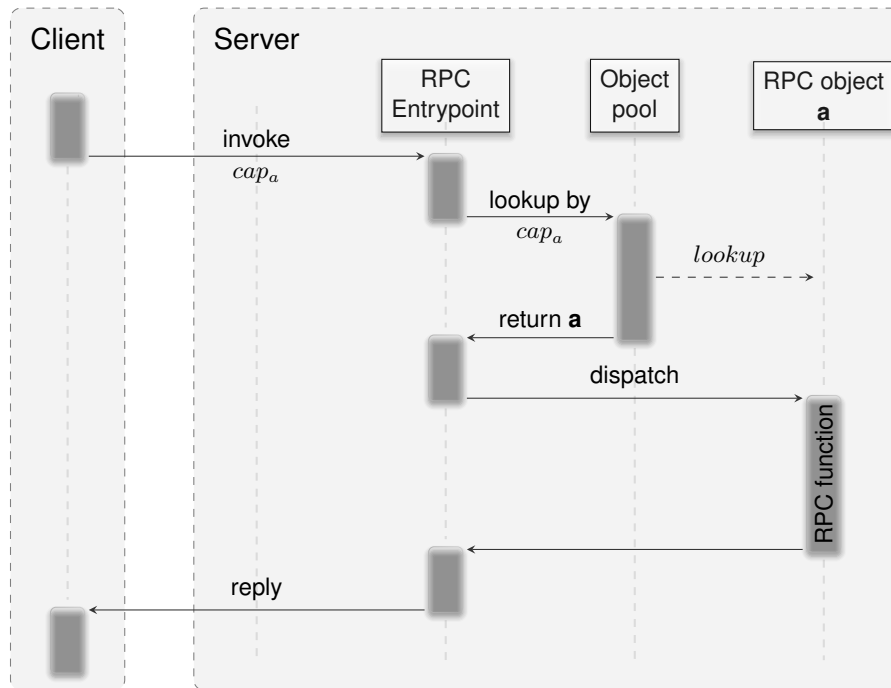 Client
Server
RPC
Entrypoint
Object
pool
RPC object
a
invoke
cap_a
lookup by
cap_a
lookup
return a
dispatch
RPC function
reply